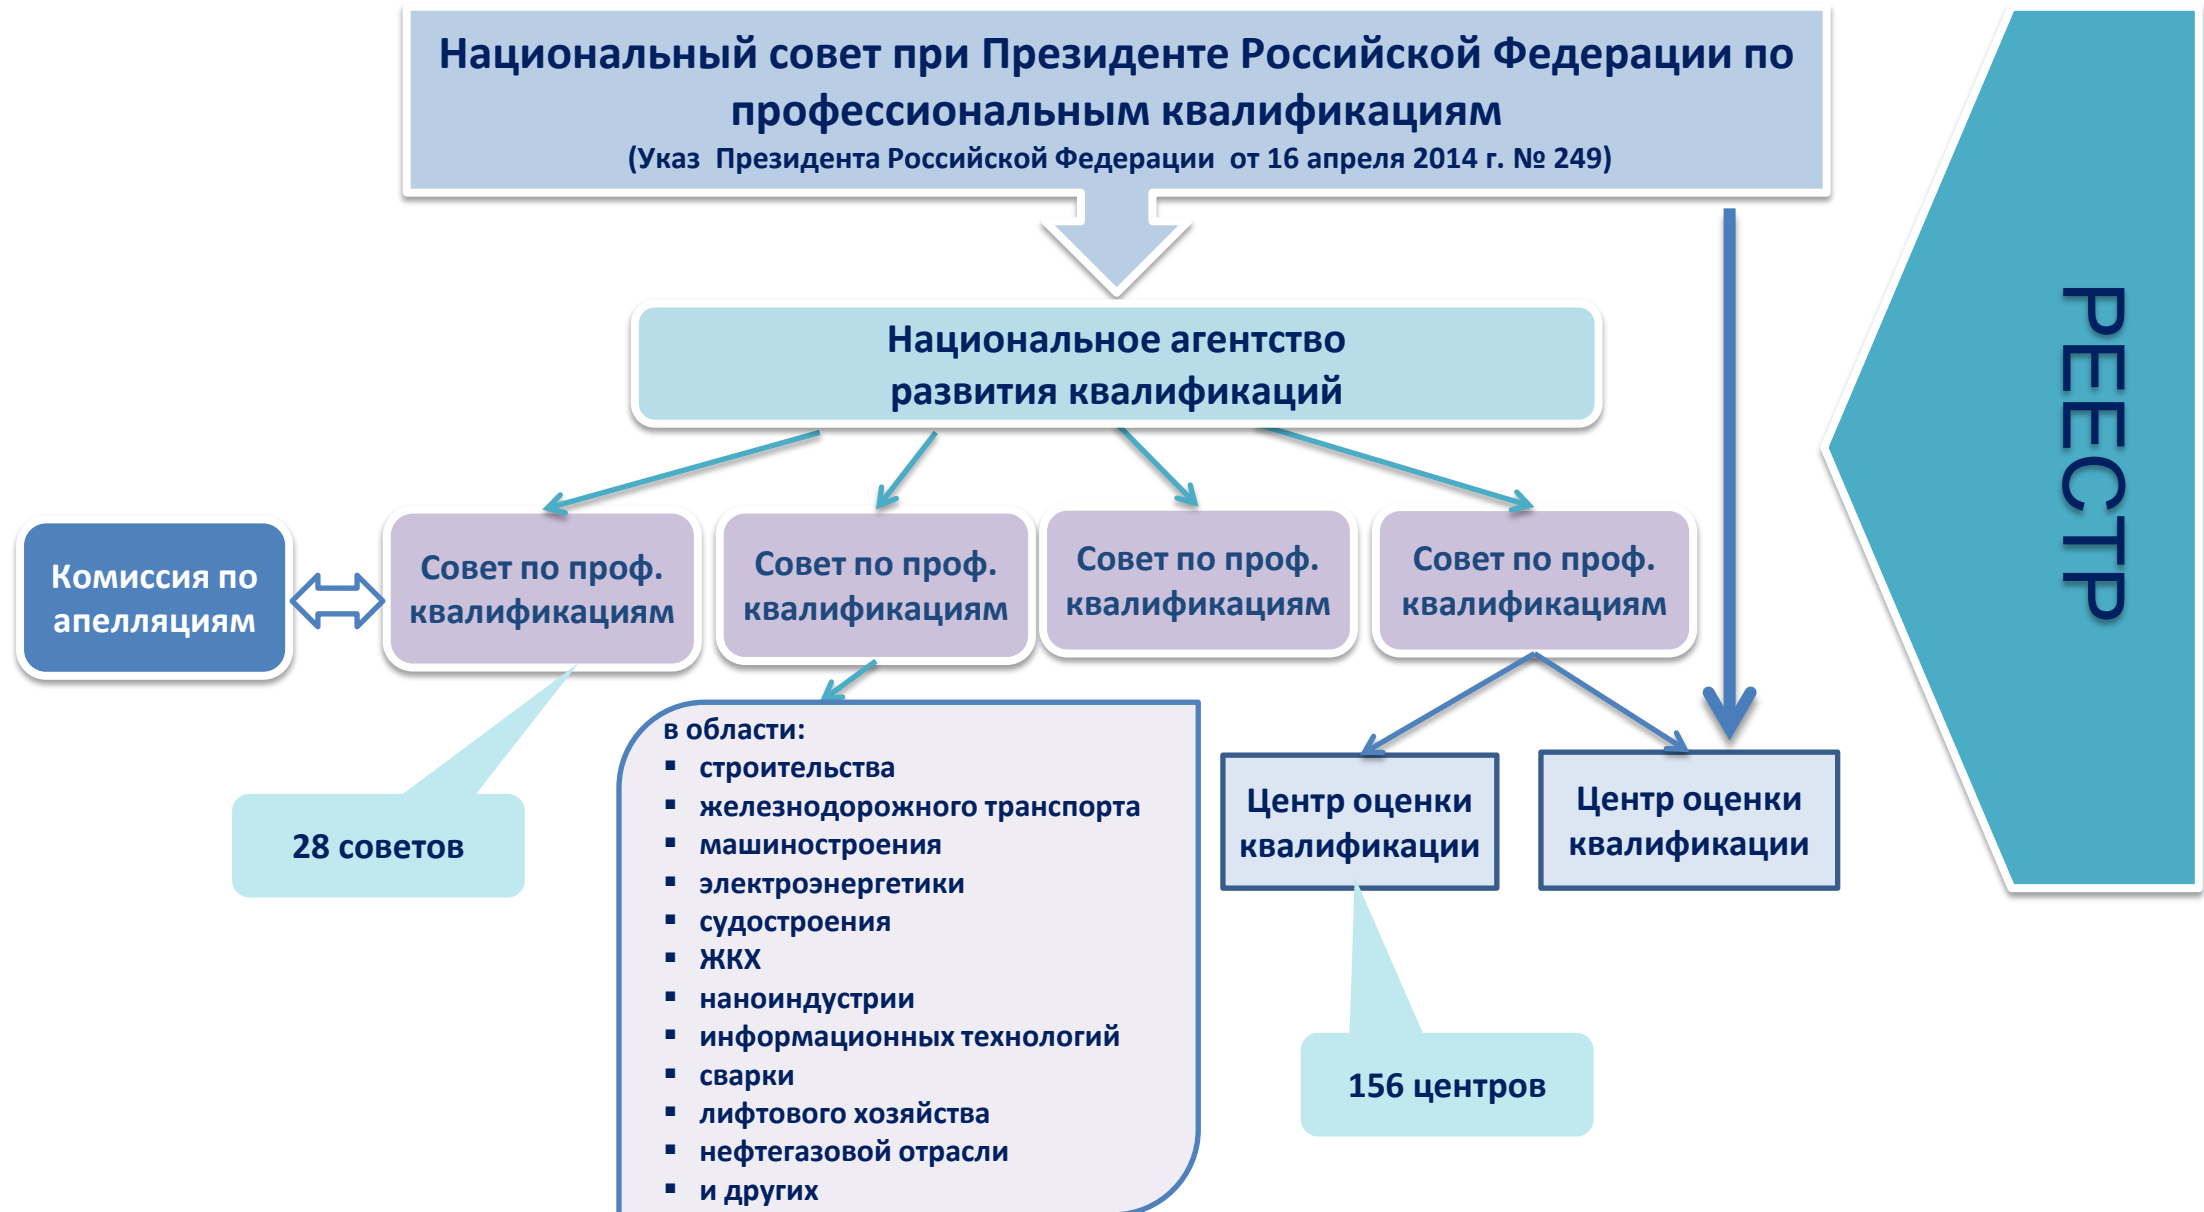 Национальный совет при Президенте Российской Федерации по
профессиональным квалификациям
(Указ Президента Российской Федерации от 16 апреля 2014 г. № 249)
Национальное агентство
развития квалификаций
РЕЕСТР
Комиссия по
апелляциям
Совет по проф.
квалификациям
Совет по проф.
квалификациям
Совет по проф.
квалификациям
Совет по проф.
квалификациям
28 советов
в области:
▪ строительства
▪ железнодорожного транспорта
▪ машиностроения
▪ электроэнергетики
▪ судостроения
▪ ЖКХ
▪ наноиндустрии
▪ информационных технологий
▪ сварки
▪ лифтового хозяйства
▪ нефтегазовой отрасли
▪ и других
Центр оценки
квалификации
Центр оценки
квалификации
156 центров